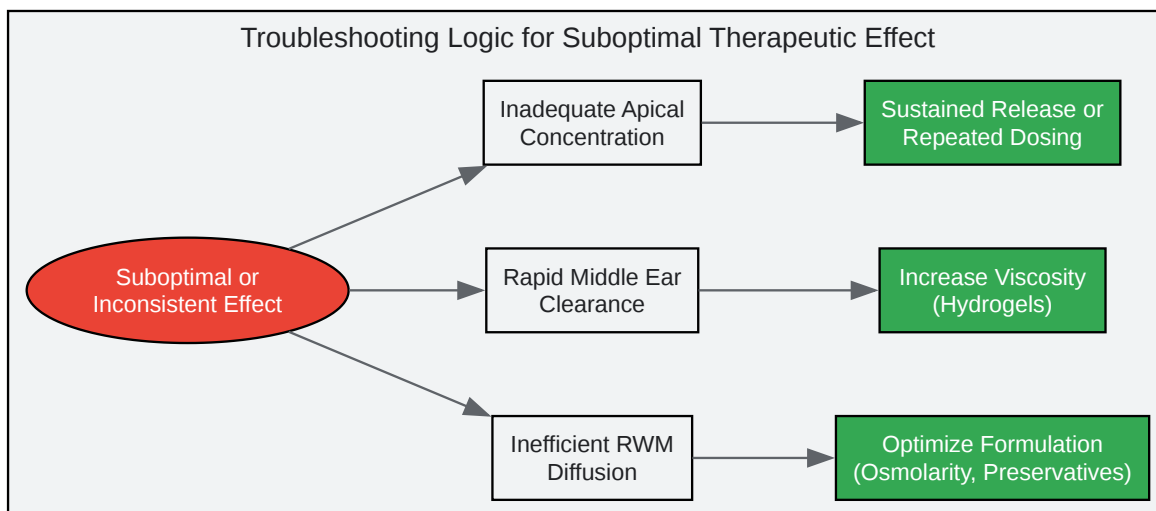 Troubleshooting Logic for Suboptimal Therapeutic Effect
Inadequate Apical
Concentration
Sustained Release or
Repeated Dosing
Suboptimal or
Inconsistent Effect
Rapid Middle Ear
Clearance
Increase Viscosity
(Hydrogels)
Inefficient RWM
Diffusion
Optimize Formulation
(Osmolarity, Preservatives)